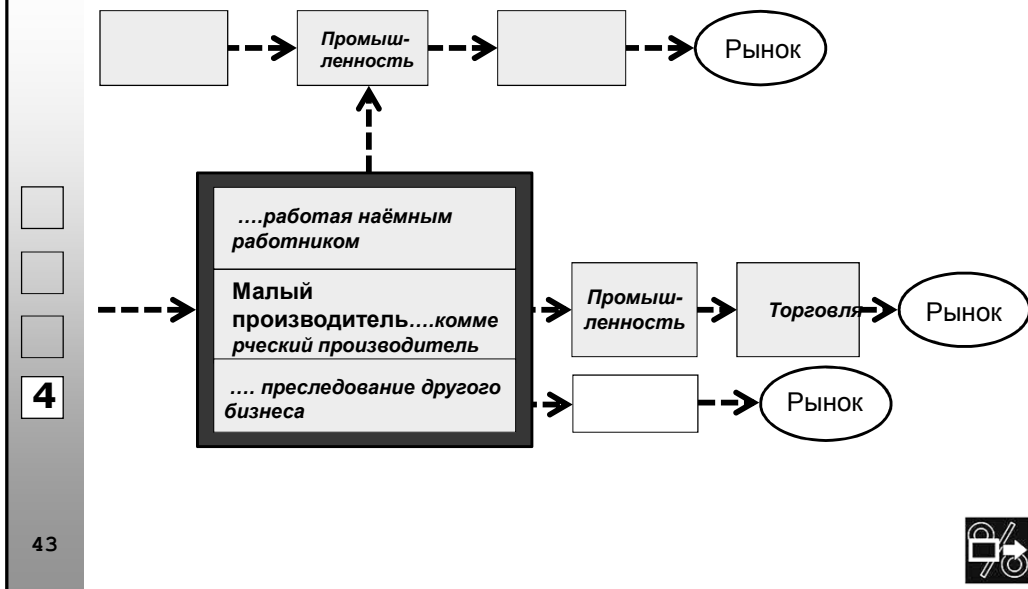 Промыш-
ленность
Рынок
....работая наёмным
работником
Малый
производитель....комме
рческий производитель
.... преследование другого
бизнеса
Промыш-
ленность
Торговля
Рынок
Рынок
4
43